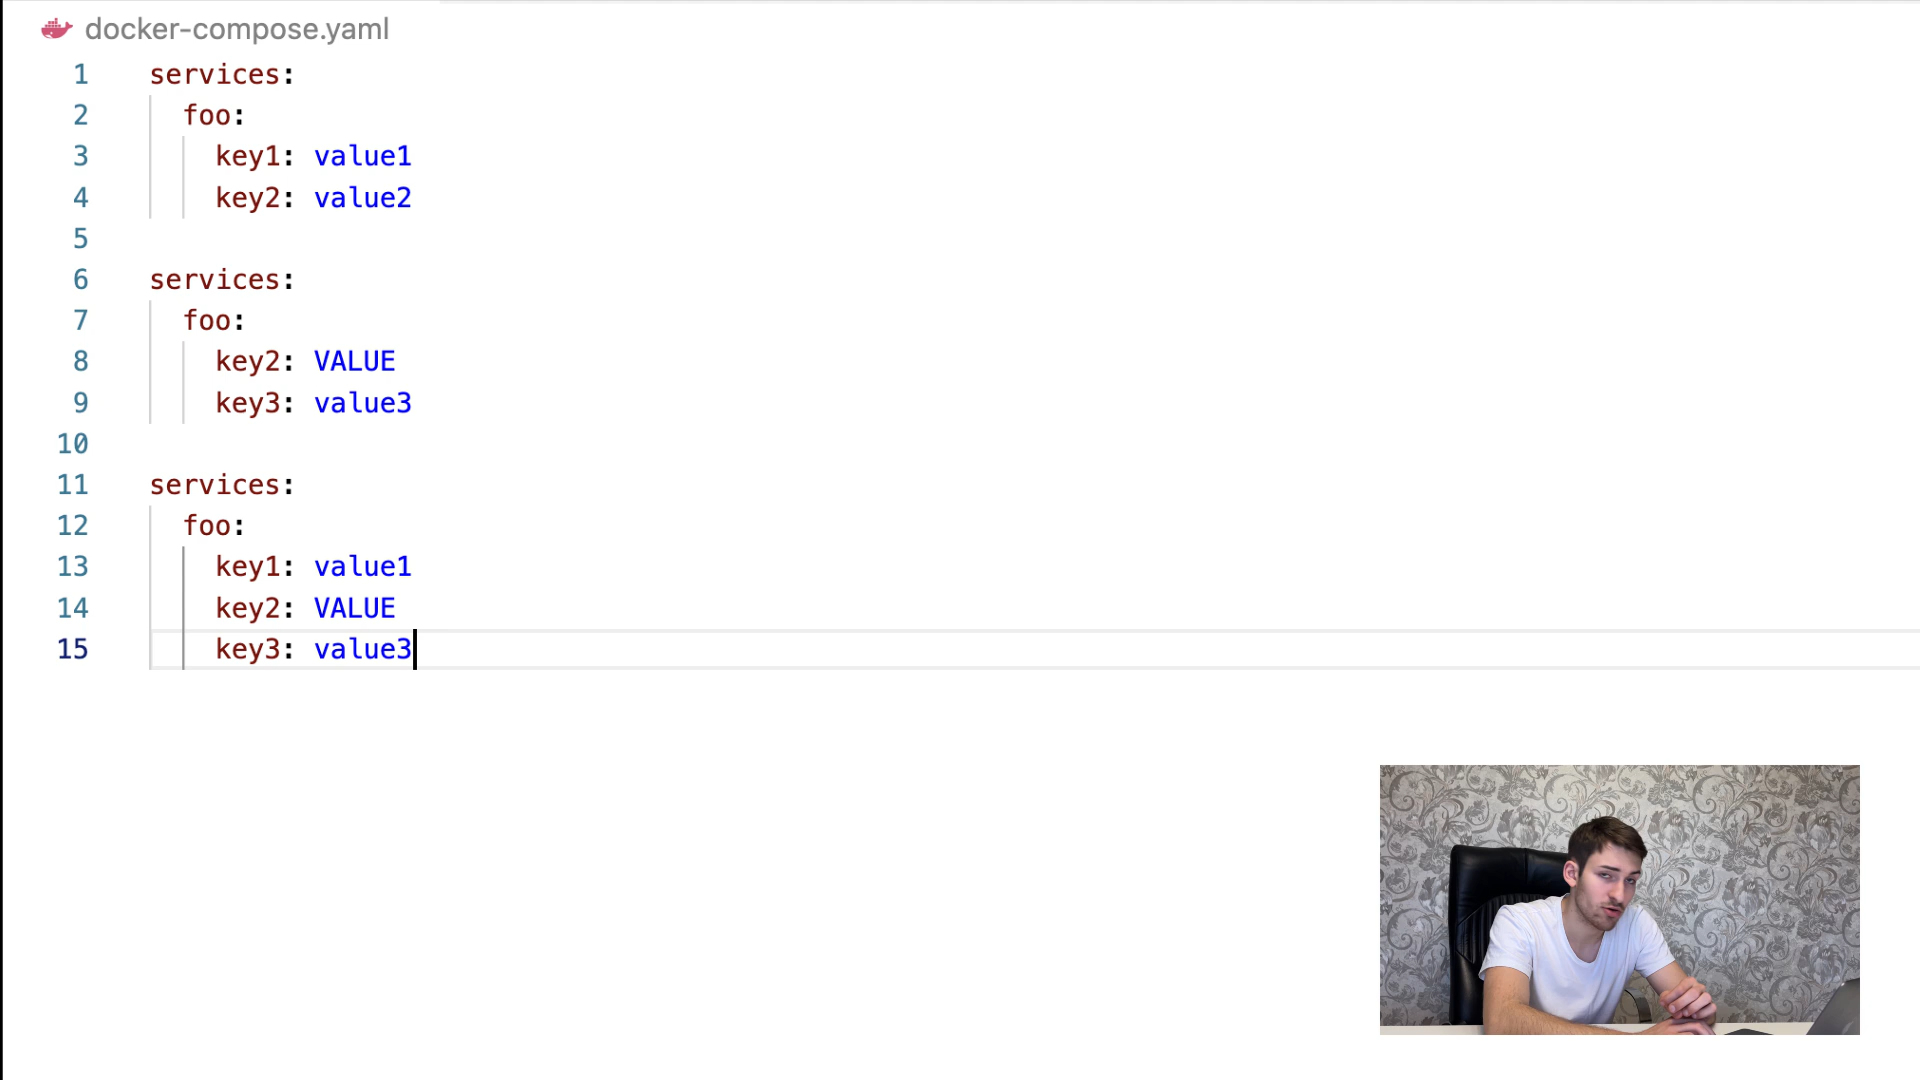 docker-compose.yaml
1 services:
2 foo:
3 key1: value1
4 key2: value2
5
6 services:
7 foo:
8 key2: VALUE
9 key3: value3
10
11 services:
12 foo:
13 key1: value1
14 key2: VALUE
15 key3: value3